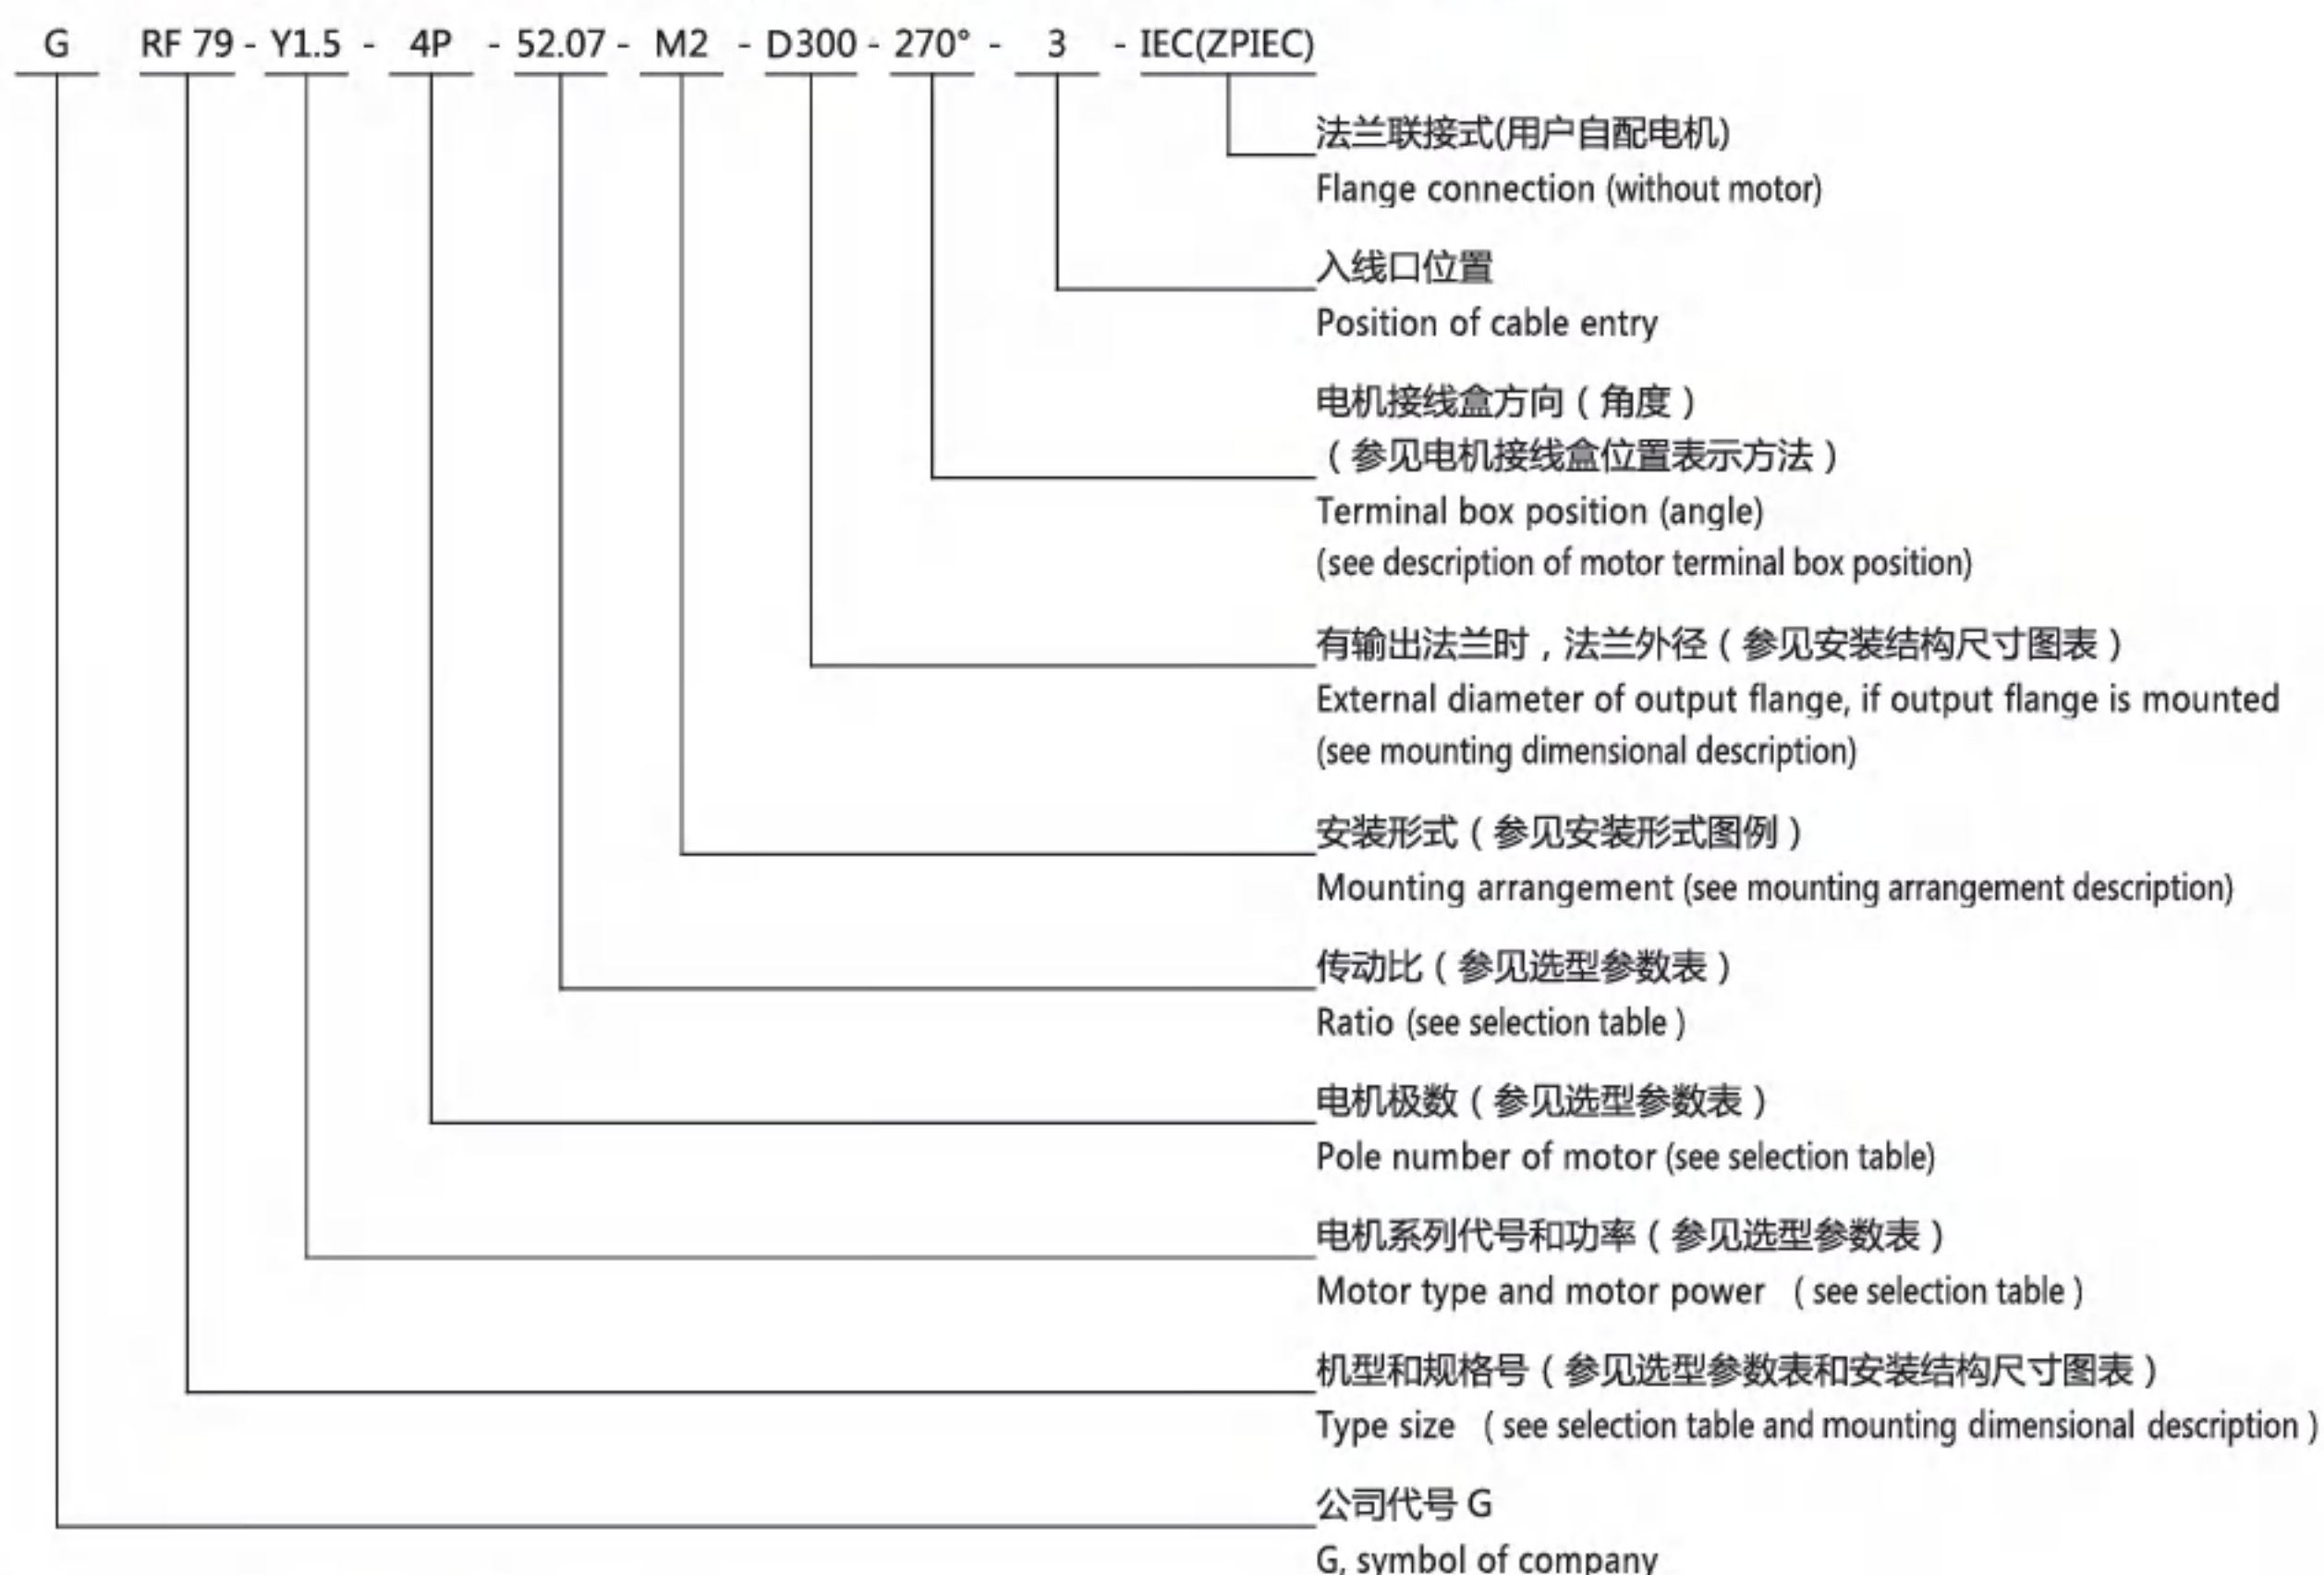 G RF 79 - Y1.5 - 4P - 52.07 - M2 - D300 - 270° - 3 - IEC(ZPIEC)
法兰联接式(用户自配电机)
Flange connection (without motor)
入线口位置
Position of cable entry
电机接线盒方向（角度）
（参见电机接线盒位置表示方法）
Terminal box position (angle)
(see description of motor terminal box position)
有输出法兰时，法兰外径（参见安装结构尺寸图表）
External diameter of output flange, if output flange is mounted
(see mounting dimensional description)
安装形式（参见安装形式图例）
Mounting arrangement (see mounting arrangement description)
传动比（参见选型参数表）
Ratio (see selection table )
电机极数（参见选型参数表）
Pole number of motor (see selection table)
电机系列代号和功率（参见选型参数表）
Motor type and motor power ( see selection table )
机型和规格号（参见选型参数表和安装结构尺寸图表）
Type size ( see selection table and mounting dimensional description )
公司代号 G
G, symbol of company